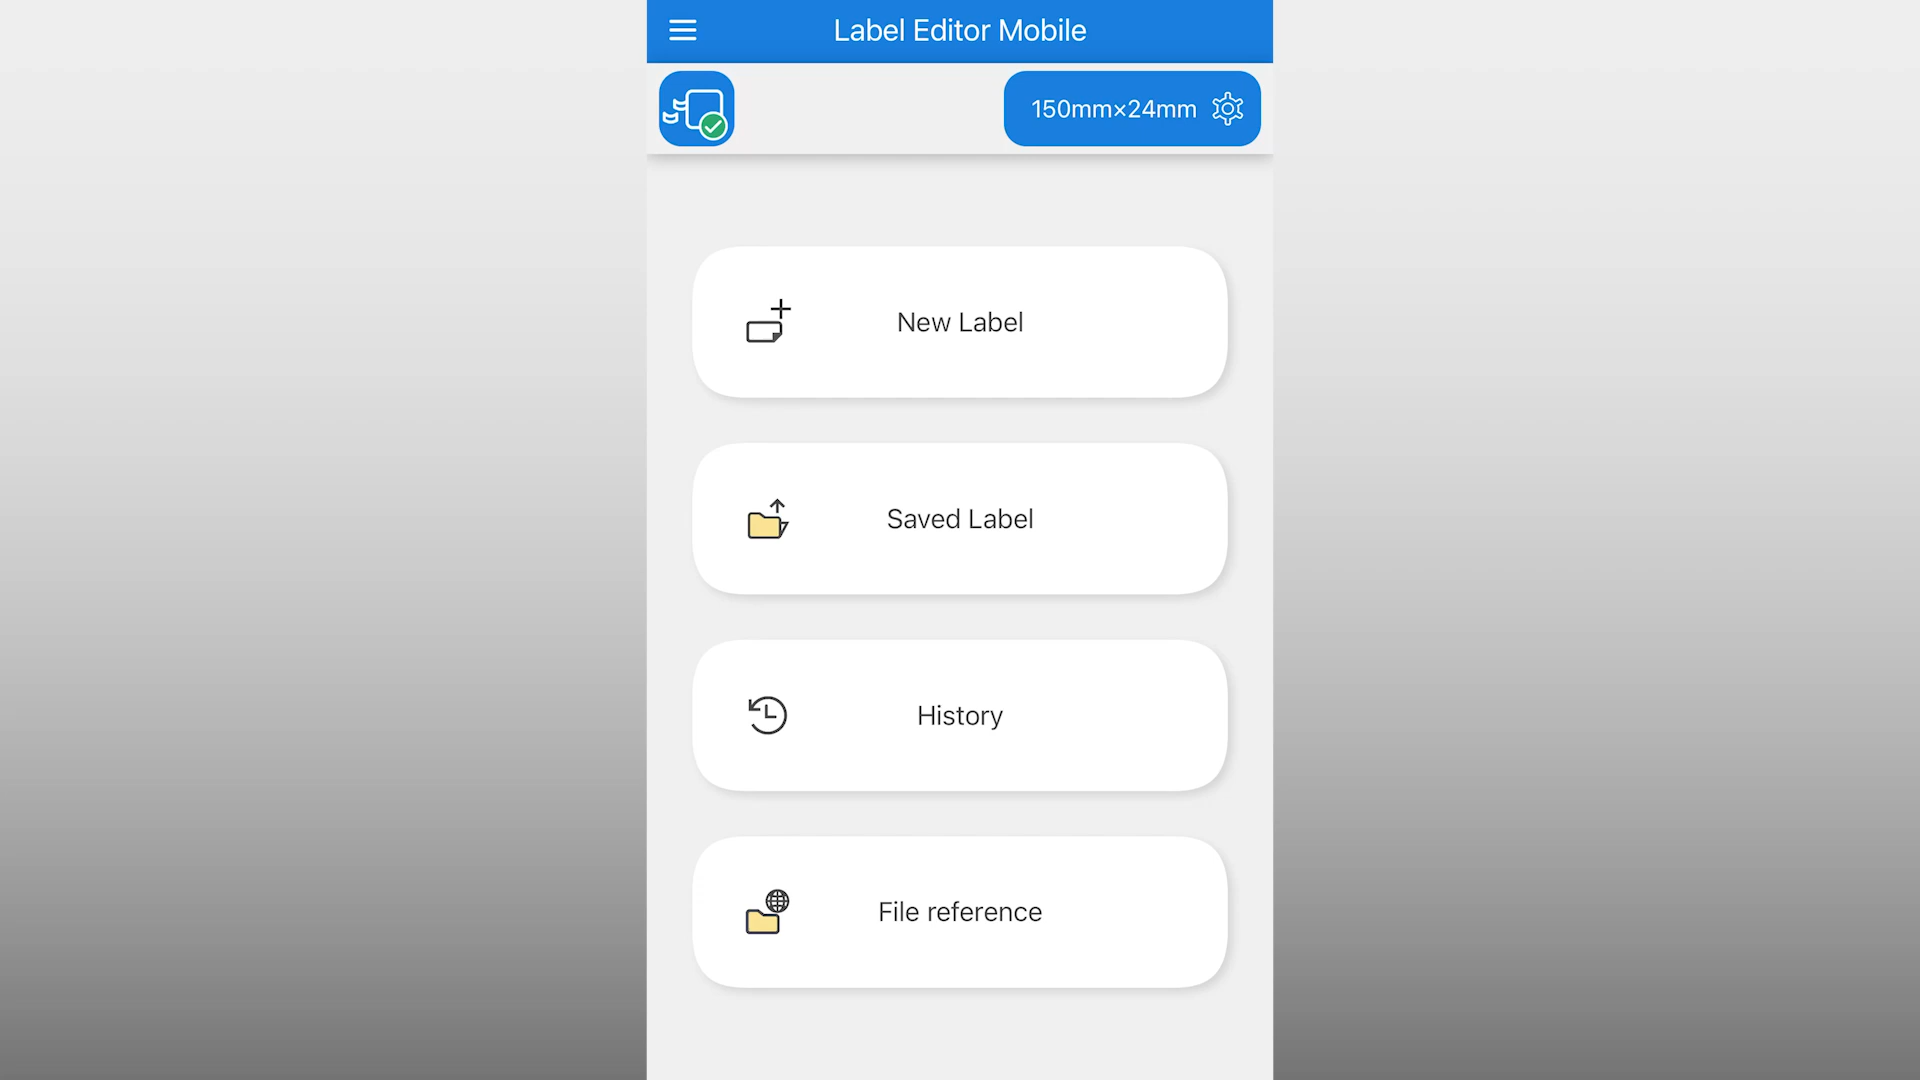 Label Editor Mobile
150mm×24mm
New Label
Saved Label
History
File reference